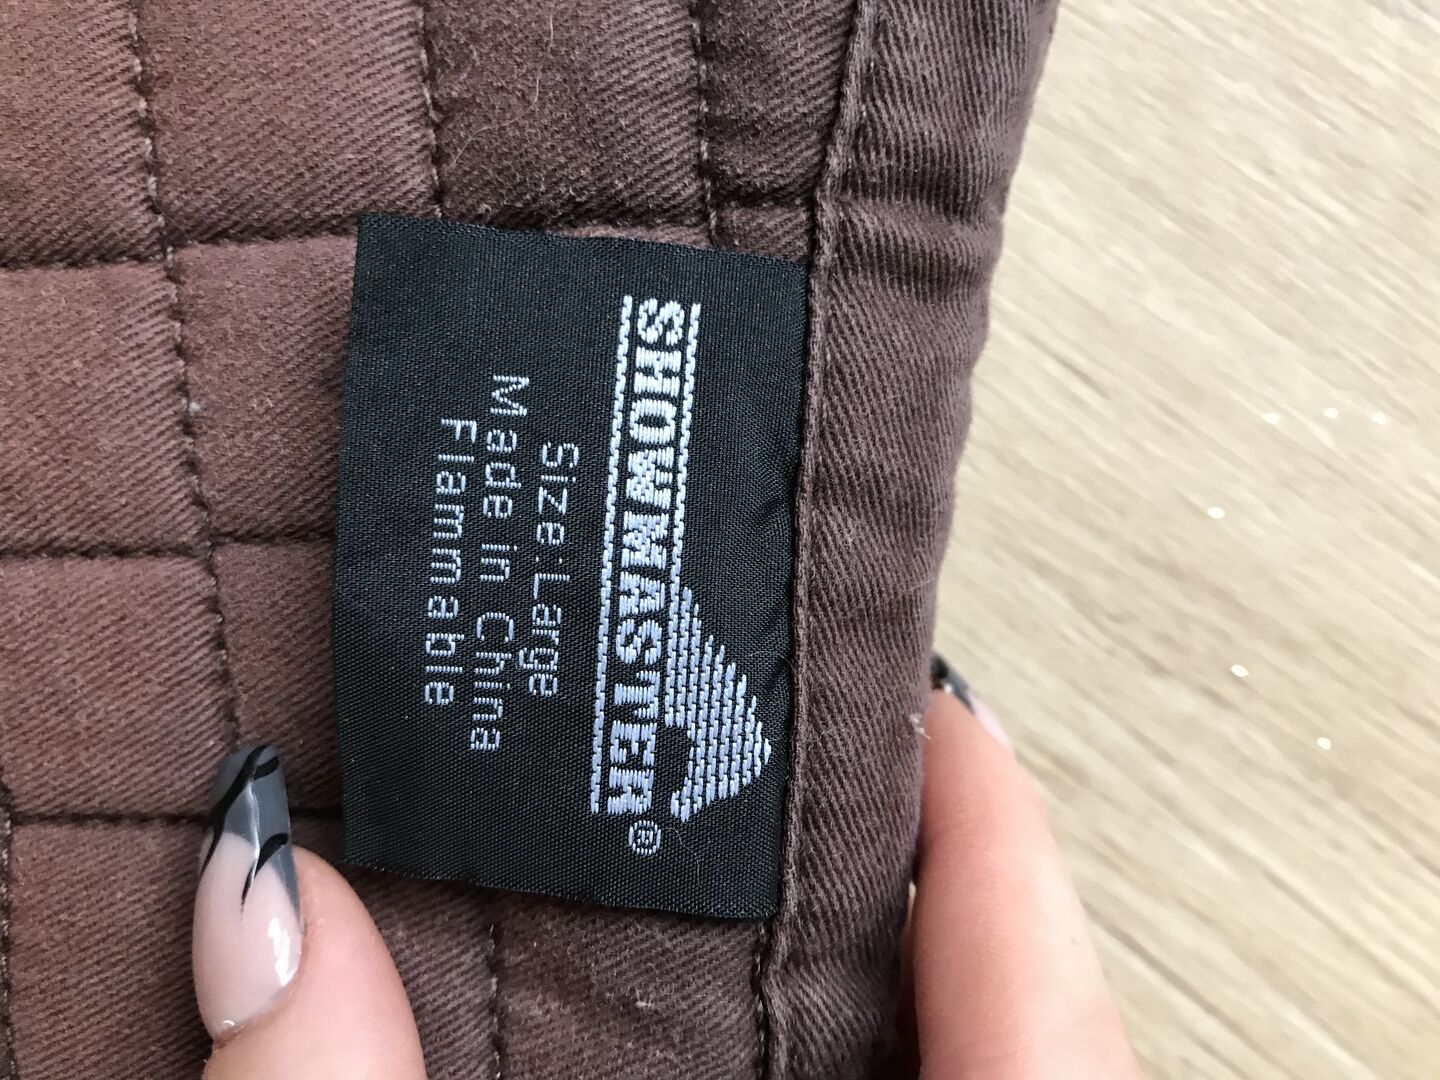 SHOWMASTER®
Size:Large
Made in China
Flammable